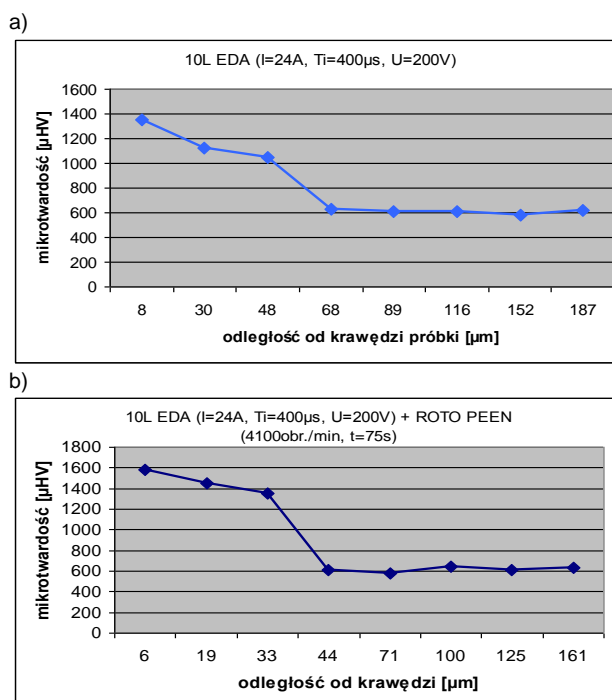 a)
10L EDA (I=24A, Ti=400µs, U=200V)
mikrotwardość [µHV]
1600
1400
1200
1000
800
600
400
200
0
8 30 48 68 89 116 152 187
odległość od krawędzi próbki [µm]
b)
10L EDA (I=24A, Ti=400µs, U=200V) + ROTO PEEN
(4100obr./min, t=75s)
mikrotwardość [µHV]
1800
1600
1400
1200
1000
800
600
400
200
0
6 19 33 44 71 100 125 161
odległość od krawędzi [µm]